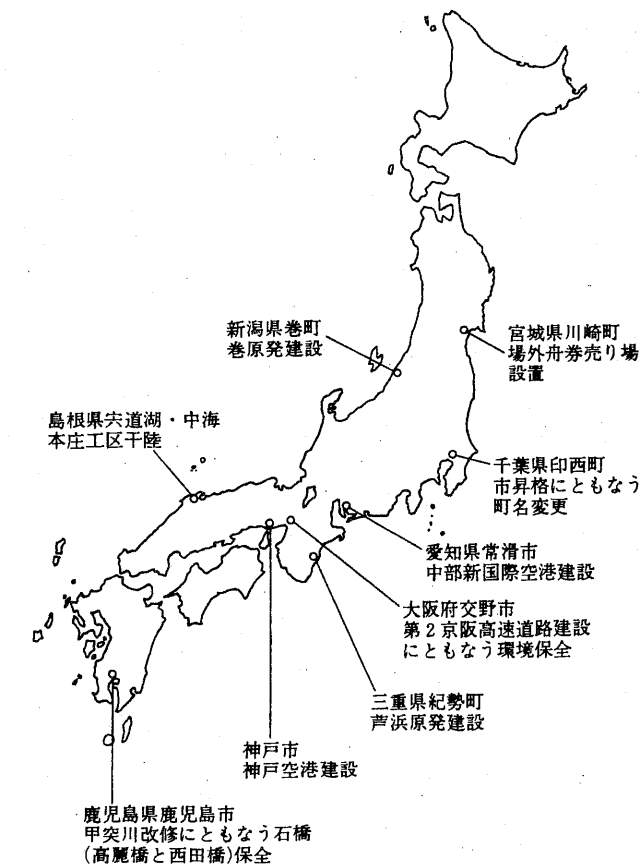 新潟県巻町
巻原発建設
宮城県川崎町
場外舟券売り場
設置
島根県宍道湖・中海
本庄工区干陸
千葉県印西町
市昇格にともなう
町名変更
愛知県常滑市
中部新国際空港建設
大阪府交野市
第2京阪高速道路建設
にともなう環境保全
三重県紀勢町
芦浜原発建設
神戸市
神戸空港建設
鹿児島県鹿児島市
甲突川改修にともなう石橋
(高麗橋と西田橋)保全